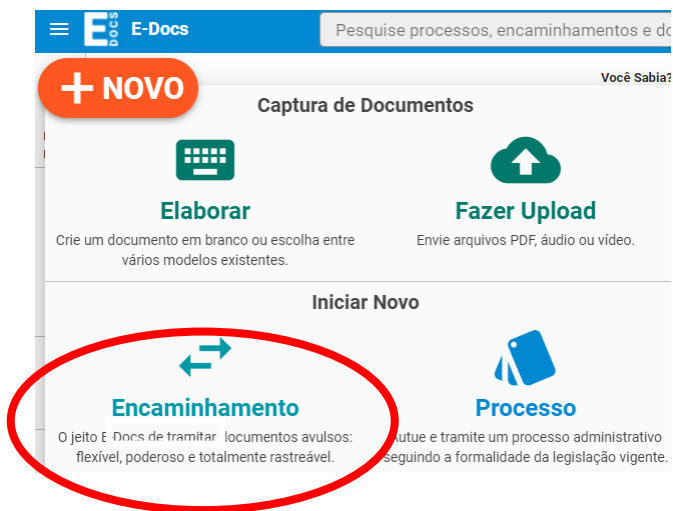 E-DOCS E-Docs Pesquise processos, encaminhamentos e do
+ NOVO
Você Sabia?
Captura de Documentos
Elaborar
Crie um documento em branco ou escolha entre
vários modelos existentes.
Fazer Upload
Envie arquivos PDF, áudio ou vídeo.
Iniciar Novo
Encaminhamento
O jeito E-Docs de tramitar documentos avulsos:
flexível, poderoso e totalmente rastreável.
Processo
Autue e tramite um processo administrativo
seguindo a formalidade da legislação vigente.